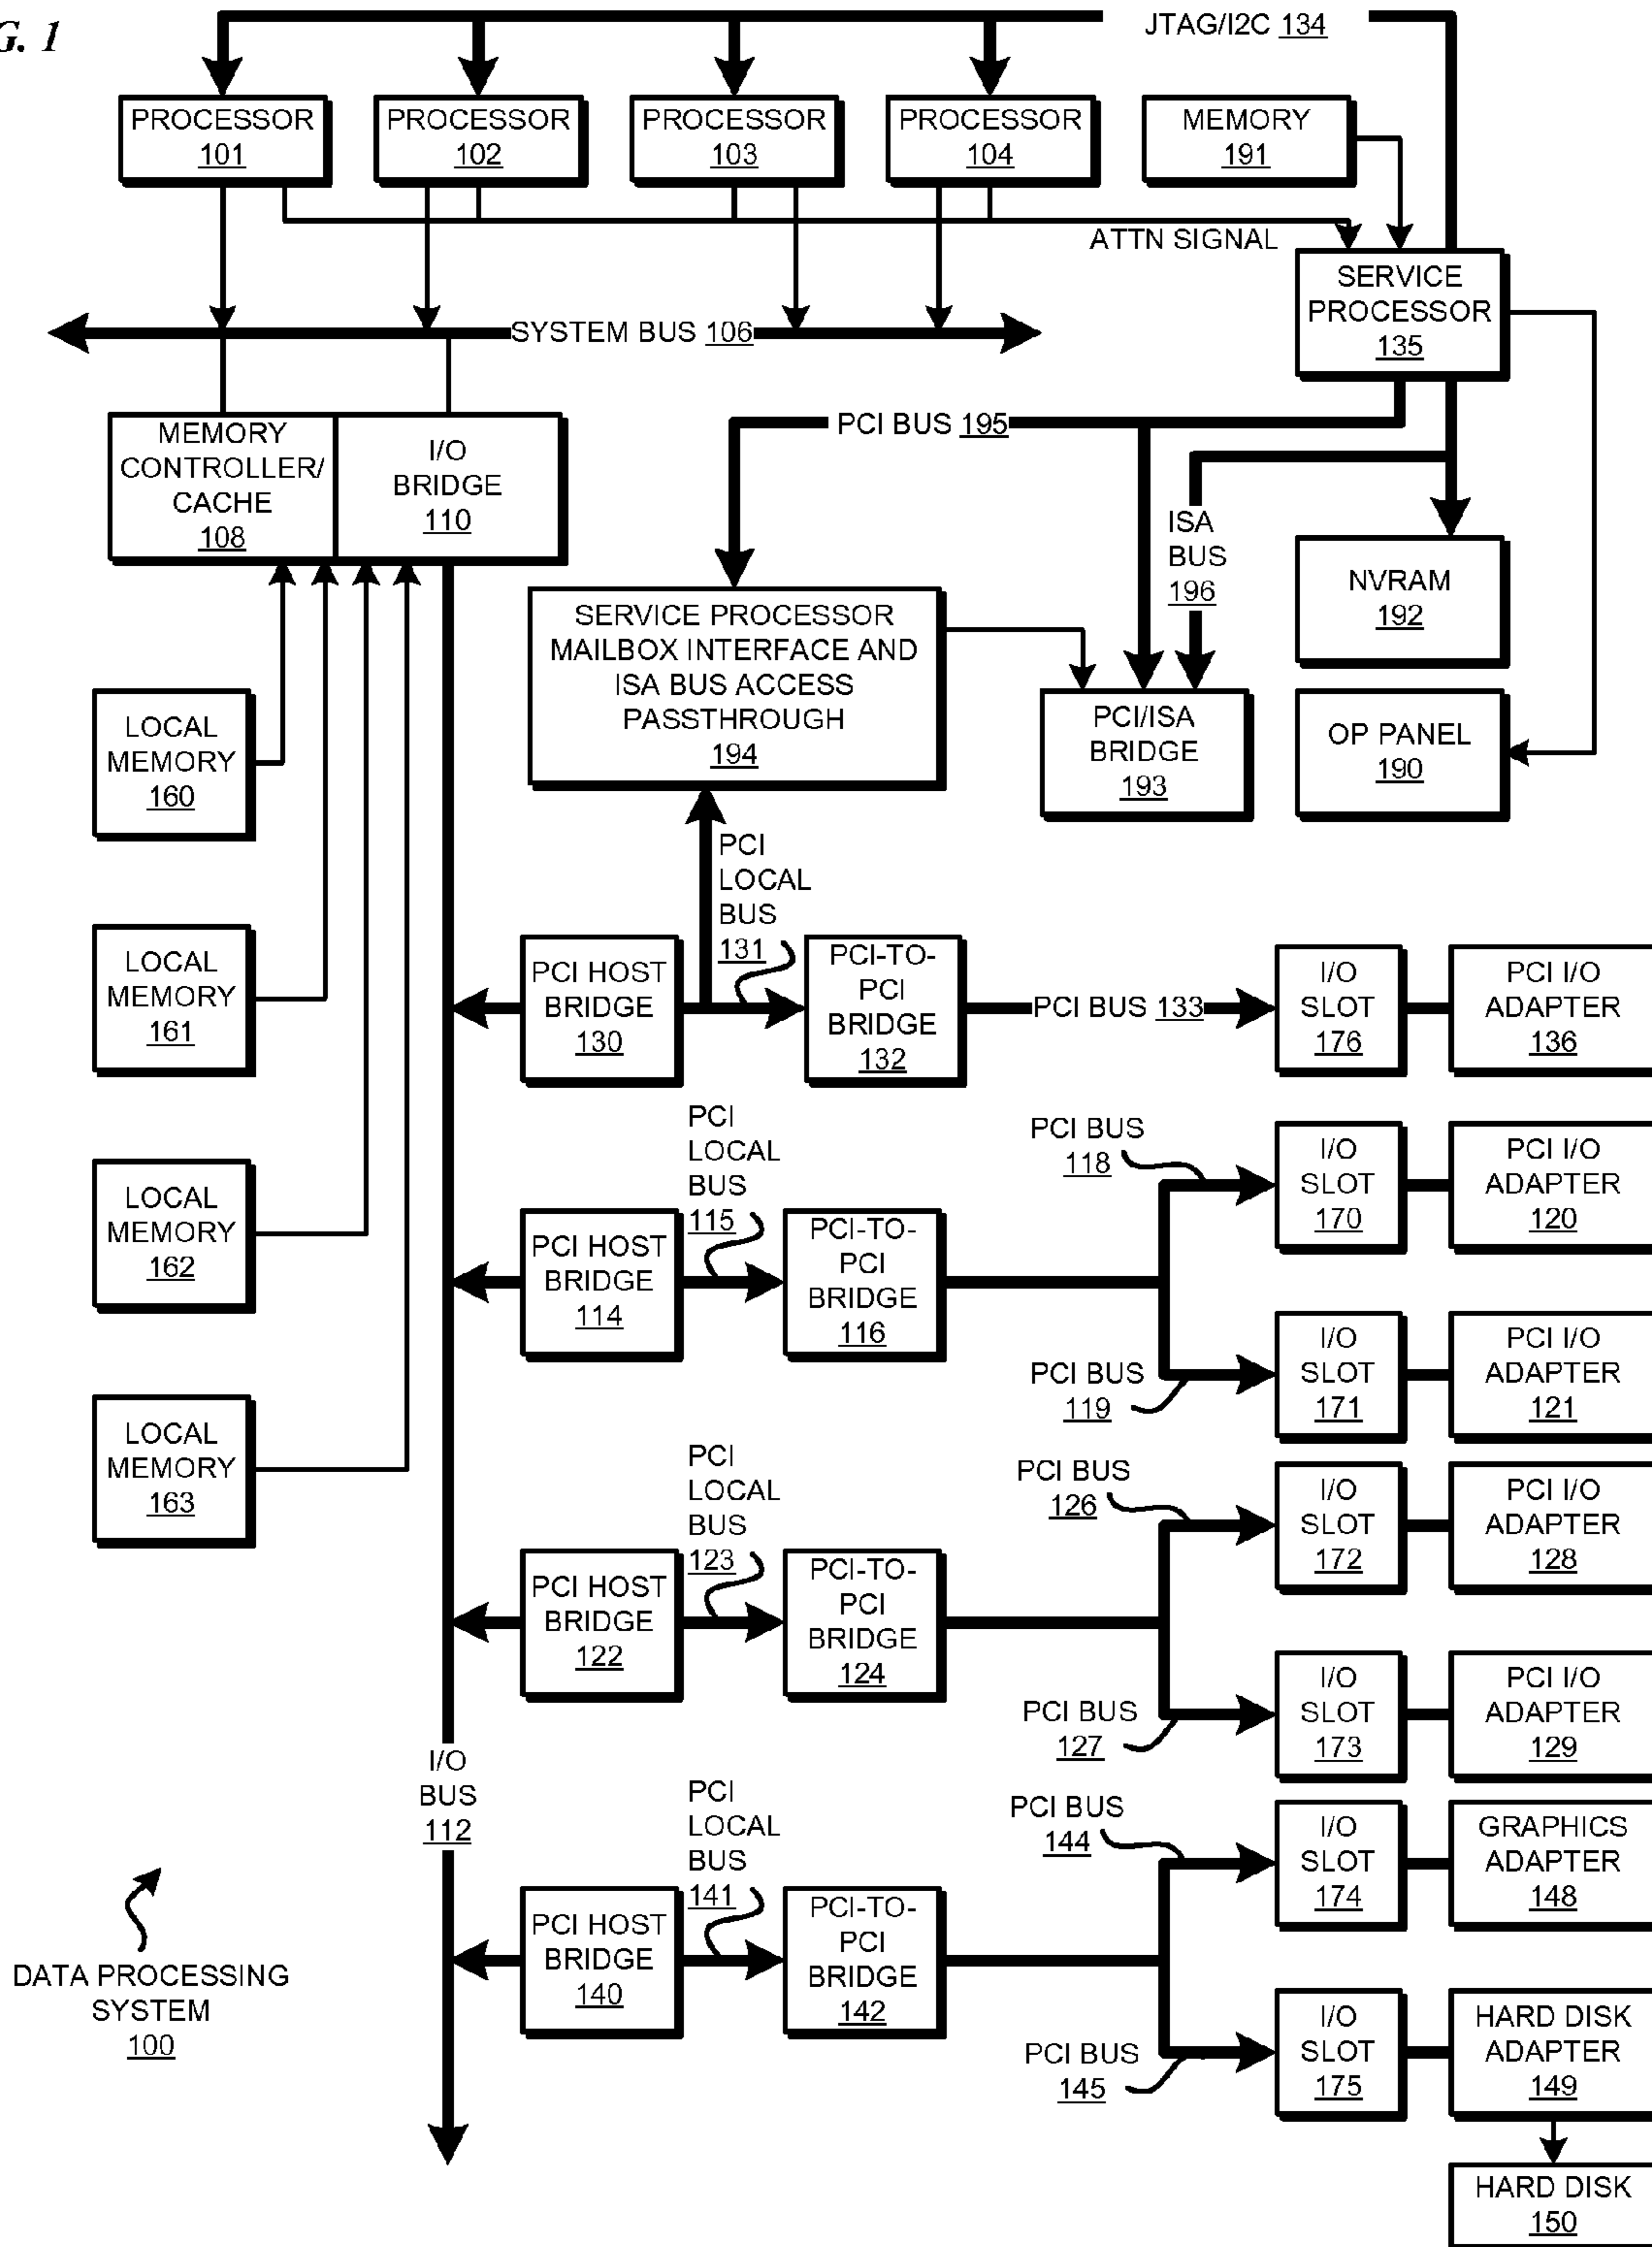 G. 1
JTAG/I2C 134
PROCESSOR
101
PROCESSOR
102
PROCESSOR
103
PROCESSOR
104
MEMORY
191
ATTN SIGNAL
SERVICE
PROCESSOR
135
SYSTEM BUS 106
MEMORY
CONTROLLER/
CACHE
108
I/O
BRIDGE
110
PCI BUS 195
ISA
BUS
196
NVRAM
192
SERVICE PROCESSOR
MAILBOX INTERFACE AND
ISA BUS ACCESS
PASSTHROUGH
194
PCI/ISA
BRIDGE
193
OP PANEL
190
LOCAL
MEMORY
160
LOCAL
MEMORY
161
LOCAL
MEMORY
162
LOCAL
MEMORY
163
PCI HOST
BRIDGE
130
PCI
LOCAL
BUS
131
PCI-TO-
PCI
BRIDGE
132
PCI BUS 133
I/O
SLOT
176
PCI I/O
ADAPTER
136
PCI HOST
BRIDGE
114
PCI
LOCAL
BUS
115
PCI-TO-
PCI
BRIDGE
116
PCI BUS
118
I/O
SLOT
170
PCI I/O
ADAPTER
120
PCI BUS
119
I/O
SLOT
171
PCI I/O
ADAPTER
121
PCI HOST
BRIDGE
122
PCI
LOCAL
BUS
123
PCI-TO-
PCI
BRIDGE
124
PCI BUS
126
I/O
SLOT
172
PCI I/O
ADAPTER
128
PCI BUS
127
I/O
SLOT
173
PCI I/O
ADAPTER
129
I/O
BUS
112
PCI HOST
BRIDGE
140
PCI
LOCAL
BUS
141
PCI-TO-
PCI
BRIDGE
142
PCI BUS
144
I/O
SLOT
174
GRAPHICS
ADAPTER
148
PCI BUS
145
I/O
SLOT
175
HARD DISK
ADAPTER
149
HARD DISK
150
DATA PROCESSING
SYSTEM
100